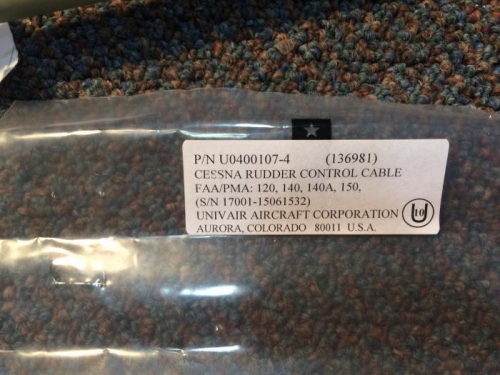 P/N U0400107-4 (136981)
CESSNA RUDDER CONTROL CABLE
FAA/PMA: 120, 140, 140A, 150,
(S/N 17001-15061532)
UNIVAIR AIRCRAFT CORPORATION
AURORA, COLORADO 80011 U.S.A.
U 10